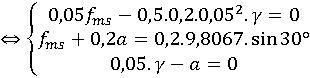 ⇔ { 0,05f_ms − 0,5.0,2.0,05². γ = 0
f_ms + 0,2a = 0,2.9,8067. sin 30°
0,05. γ − a = 0